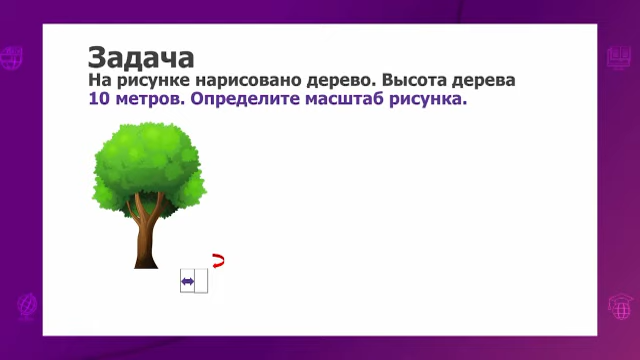 Задача
На рисунке нарисовано дерево. Высота дерева
10 метров. Определите масштаб рисунка.